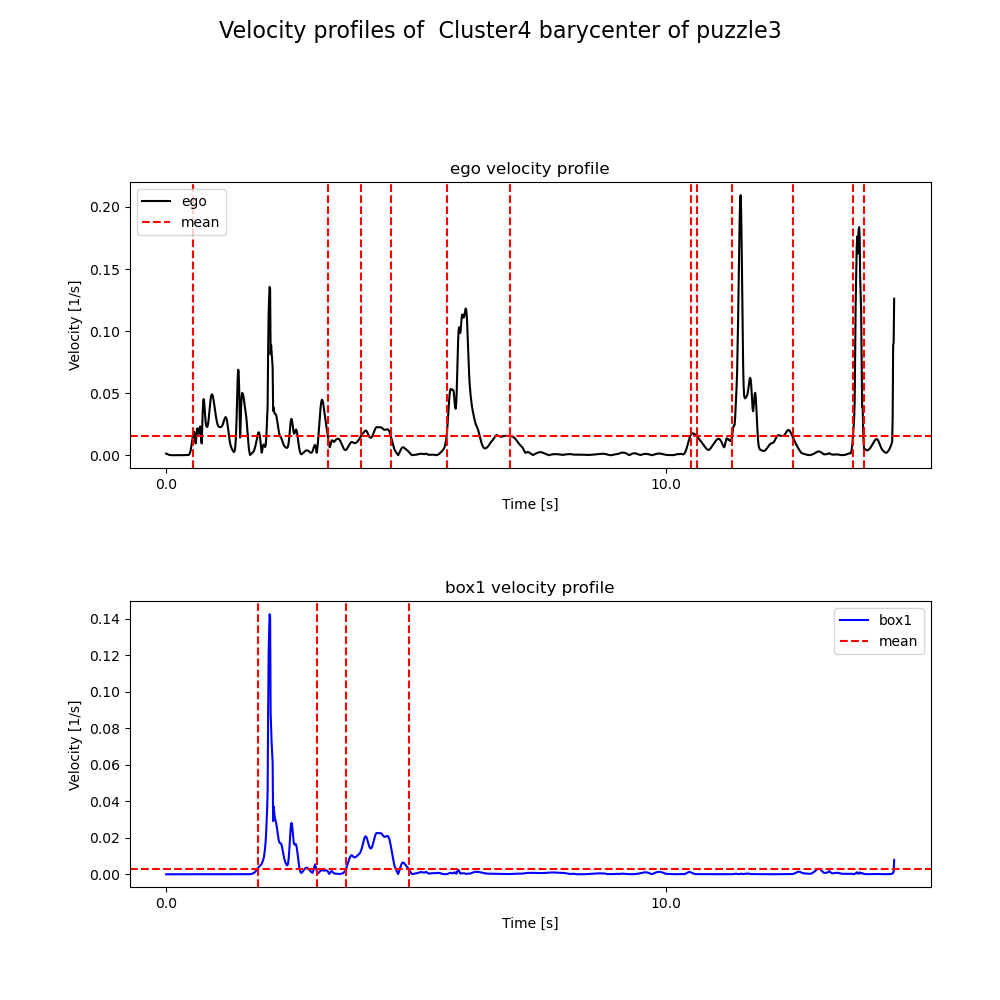 Velocity profiles of  Cluster4 barycenter of puzzle3
ego velocity profile
ego
mean
Velocity [1/s]
0.20
0.15
0.10
0.05
0.00
0.0
10.0
Time [s]
box1 velocity profile
box1
mean
Velocity [1/s]
0.14
0.12
0.10
0.08
0.06
0.04
0.02
0.00
0.0
10.0
Time [s]